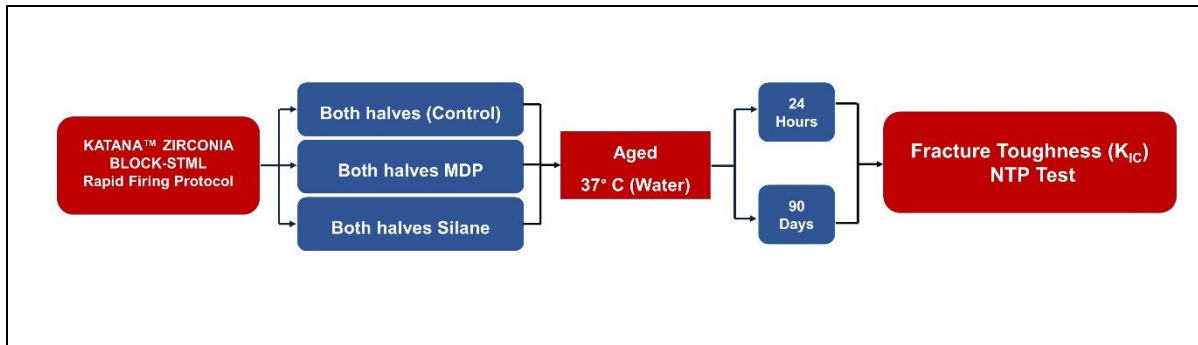 KATANA™ ZIRCONIA
BLOCK-STML
Rapid Firing Protocol
Both halves (Control)
Both halves MDP
Both halves Silane
Aged
37° C (Water)
24
Hours
90
Days
Fracture Toughness (KIC)
NTP Test